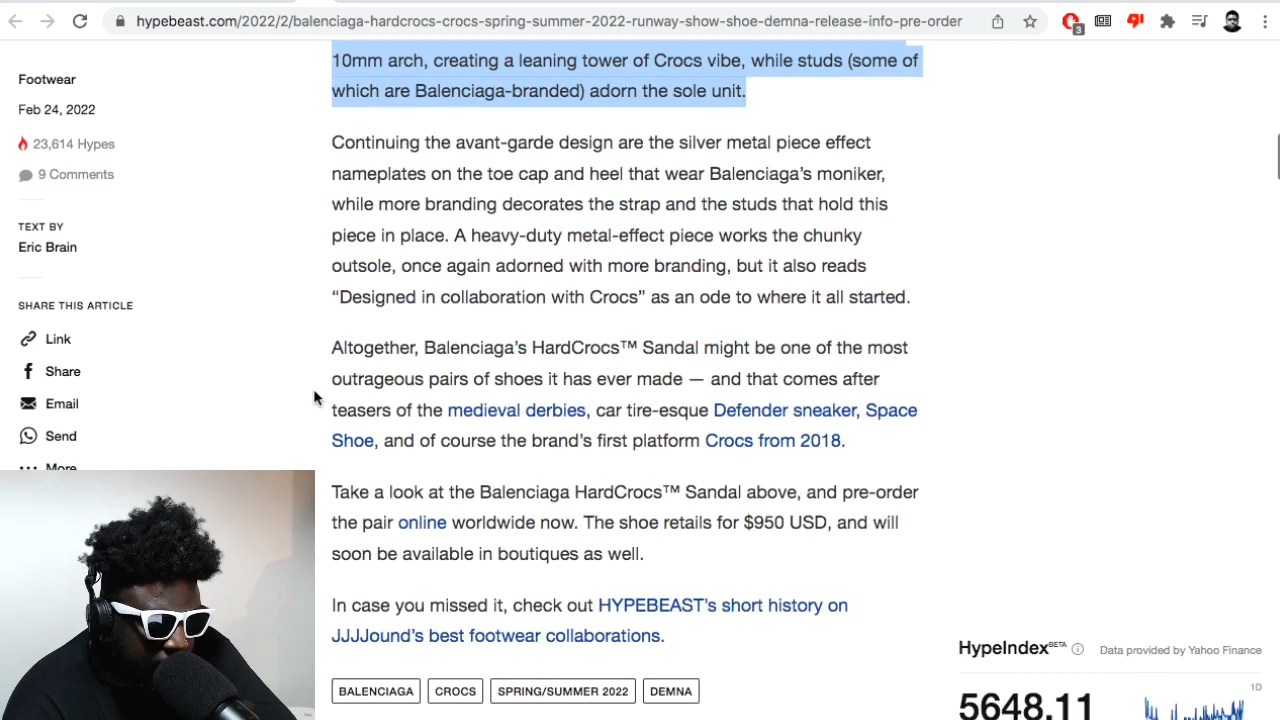 hypebeast.com/2022/2/balenciaga-hardcrocs-crocs-spring-summer-2022-runway-show-shoe-demna-release-info-pre-order
3
Footwear
Feb 24, 2022
23,614 Hypes
9 Comments
TEXT BY
Eric Brain
SHARE THIS ARTICLE
Link
Share
Email
Send
More
10mm arch, creating a leaning tower of Crocs vibe, while studs (some of
which are Balenciaga-branded) adorn the sole unit.
Continuing the avant-garde design are the silver metal piece effect
nameplates on the toe cap and heel that wear Balenciaga’s moniker,
while more branding decorates the strap and the studs that hold this
piece in place. A heavy-duty metal-effect piece works the chunky
outsole, once again adorned with more branding, but it also reads
“Designed in collaboration with Crocs” as an ode to where it all started.
Altogether, Balenciaga’s HardCrocs™ Sandal might be one of the most
outrageous pairs of shoes it has ever made — and that comes after
teasers of the medieval derbies, car tire-esque Defender sneaker, Space
Shoe, and of course the brand’s first platform Crocs from 2018.
Take a look at the Balenciaga HardCrocs™ Sandal above, and pre-order
the pair online worldwide now. The shoe retails for $950 USD, and will
soon be available in boutiques as well.
In case you missed it, check out HYPEBEAST’s short history on
JJJJound’s best footwear collaborations.
BALENCIAGA CROCS SPRING/SUMMER 2022 DEMNA
HypeIndex BETA Data provided by Yahoo Finance
5648.11
1D